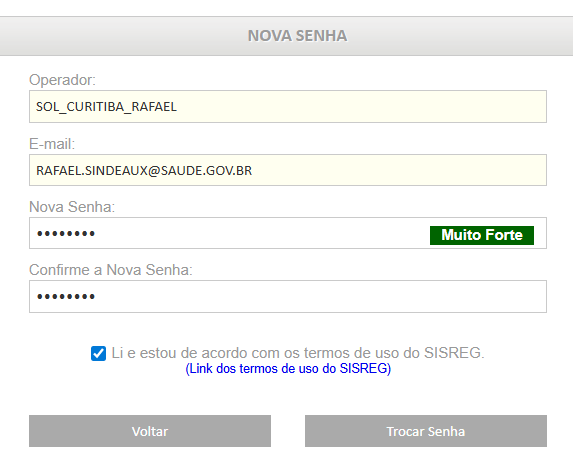 NOVA SENHA
Operador:
SOL_CURITIBA_RAFAEL
E-mail:
RAFAEL.SINDEAUX@SAUDE.GOV.BR
Nova Senha:
•••••••• Muito Forte
Confirme a Nova Senha:
••••••••
Li e estou de acordo com os termos de uso do SISREG.
(Link dos termos de uso do SISREG)
Voltar Trocar Senha